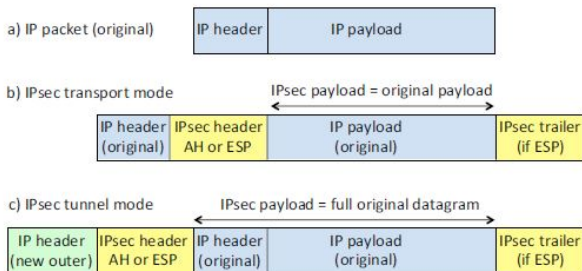 a) IP packet (original)
IP header
IP payload
b) IPsec transport mode
IPsec payload = original payload
IP header
(original)
IPsec header
AH or ESP
IP payload
(original)
IPsec trailer
(if ESP)
c) IPsec tunnel mode
IPsec payload = full original datagram
IP header
(new outer)
IPsec header
AH or ESP
IP header
(original)
IP payload
(original)
IPsec trailer
(if ESP)